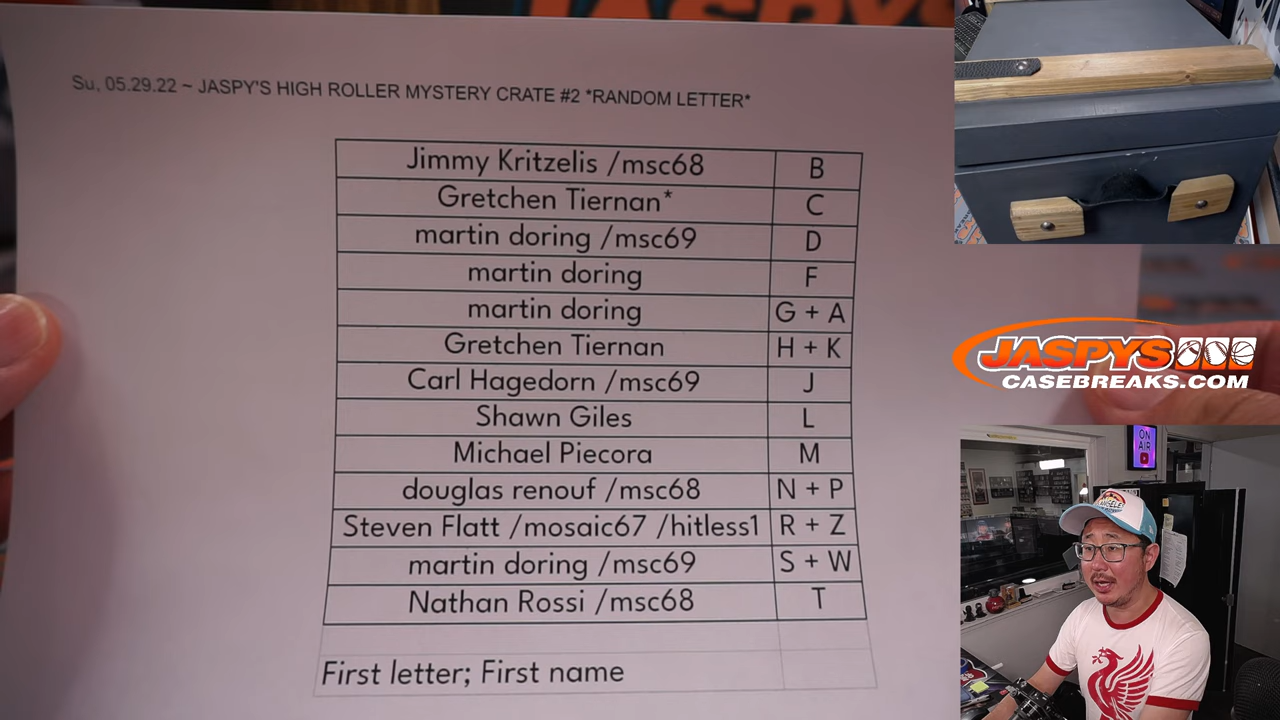 JASPYS
Su, 05.29.22 ~ JASPY'S HIGH ROLLER MYSTERY CRATE #2 *RANDOM LETTER*
Jimmy Kritzelis /msc68 B
Gretchen Tiernan* C
martin doring /msc69 D
martin doring F
martin doring G + A
Gretchen Tiernan H + K
Carl Hagedorn /msc69 J
Shawn Giles L
Michael Piecora M
douglas renouf /msc68 N + P
Steven Flatt /mosaic67 /hitless1 R + Z
martin doring /msc69 S + W
Nathan Rossi /msc68 T
First letter; First name
JASPYS
CASEBREAKS.COM
ON
AIR